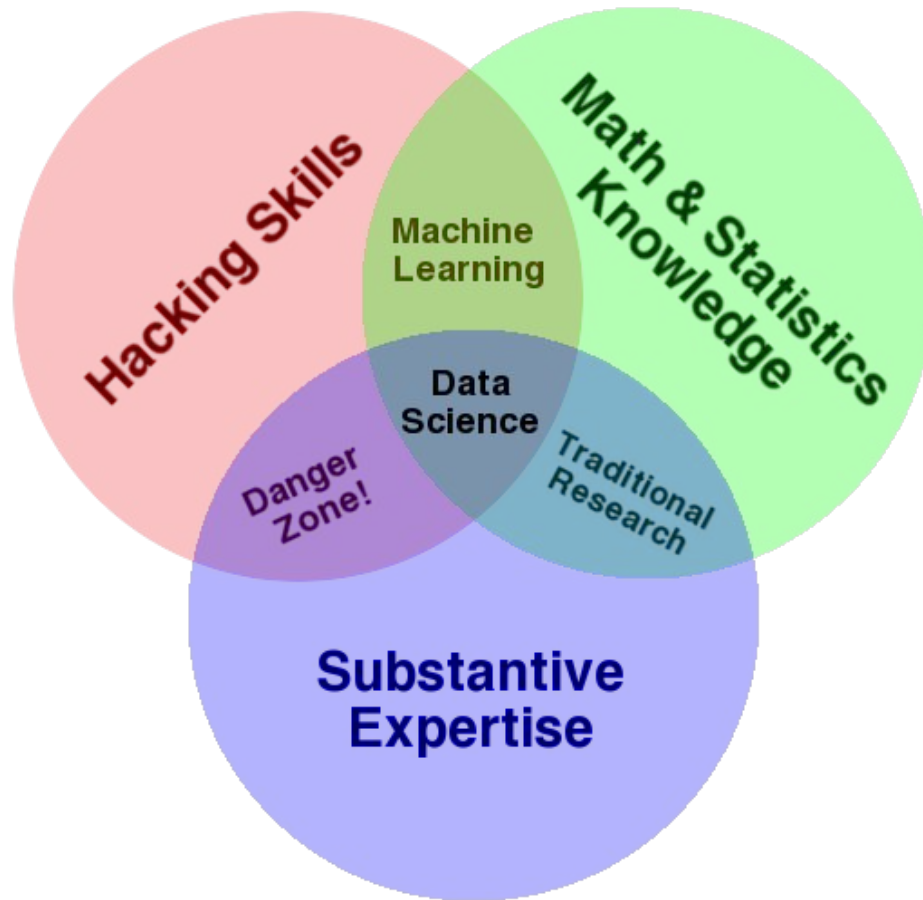 Hacking Skills
Math & Statistics
Knowledge
Machine
Learning
Data
Science
Danger
Zone!
Traditional
Research
Substantive
Expertise